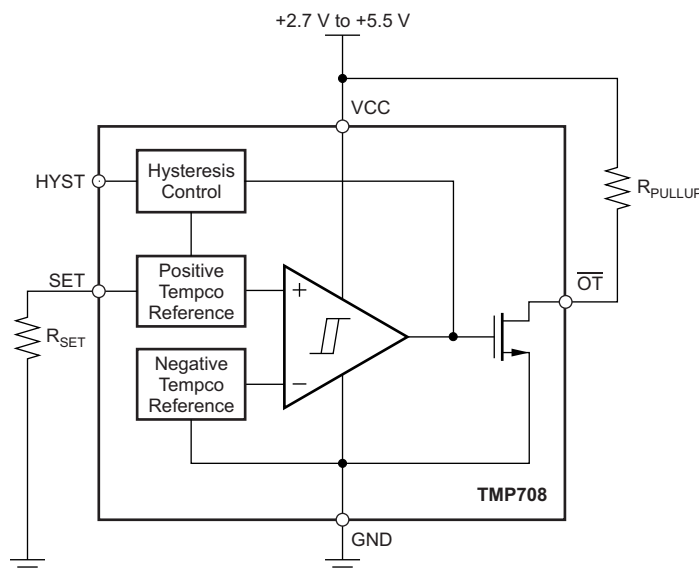 +2.7 V to +5.5 V
VCC
HYST
Hysteresis
Control
R_PULLUP
SET
Positive
Tempco
Reference
+
OT
R_SET
Negative
Tempco
Reference
−
TMP708
GND